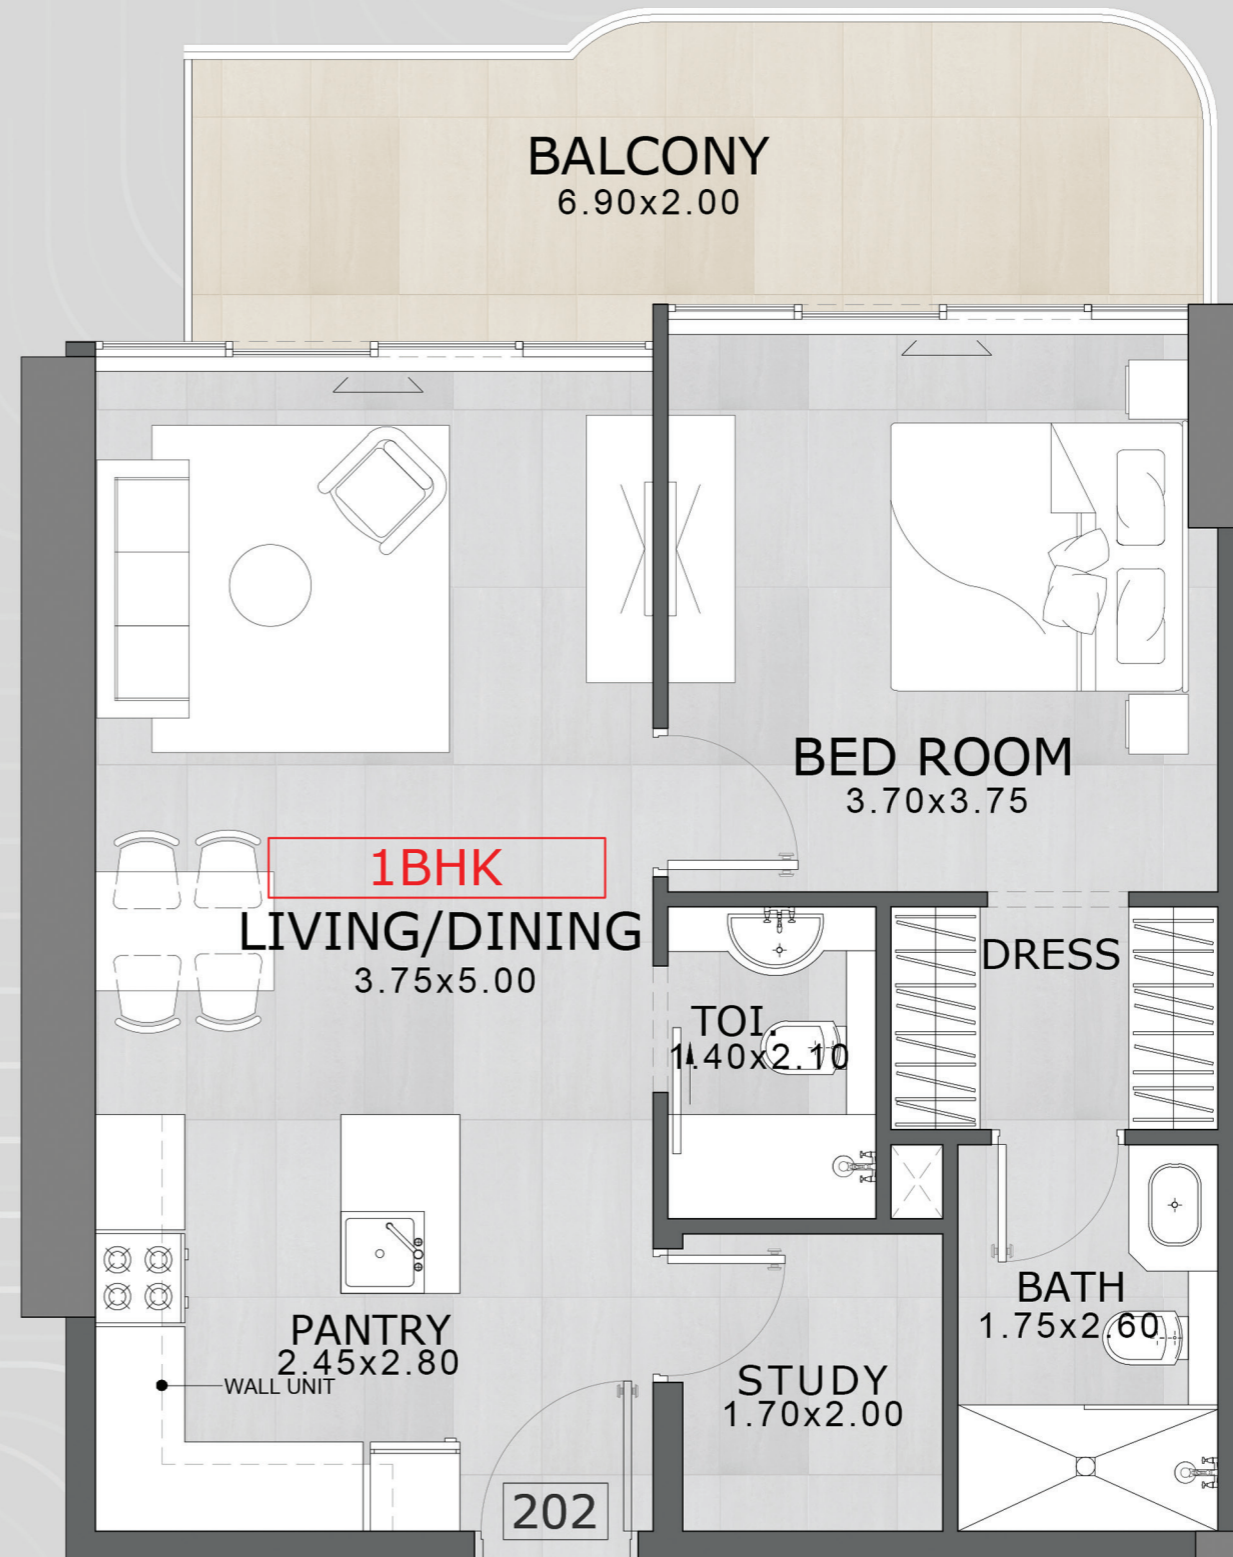 BALCONY
6.90x2.00
BED ROOM
3.70x3.75
1BHK
LIVING/DINING
3.75x5.00
DRESS
TOI.
1.40x2.10
BATH
1.75x2.60
PANTRY
2.45x2.80
WALL UNIT
STUDY
1.70x2.00
202